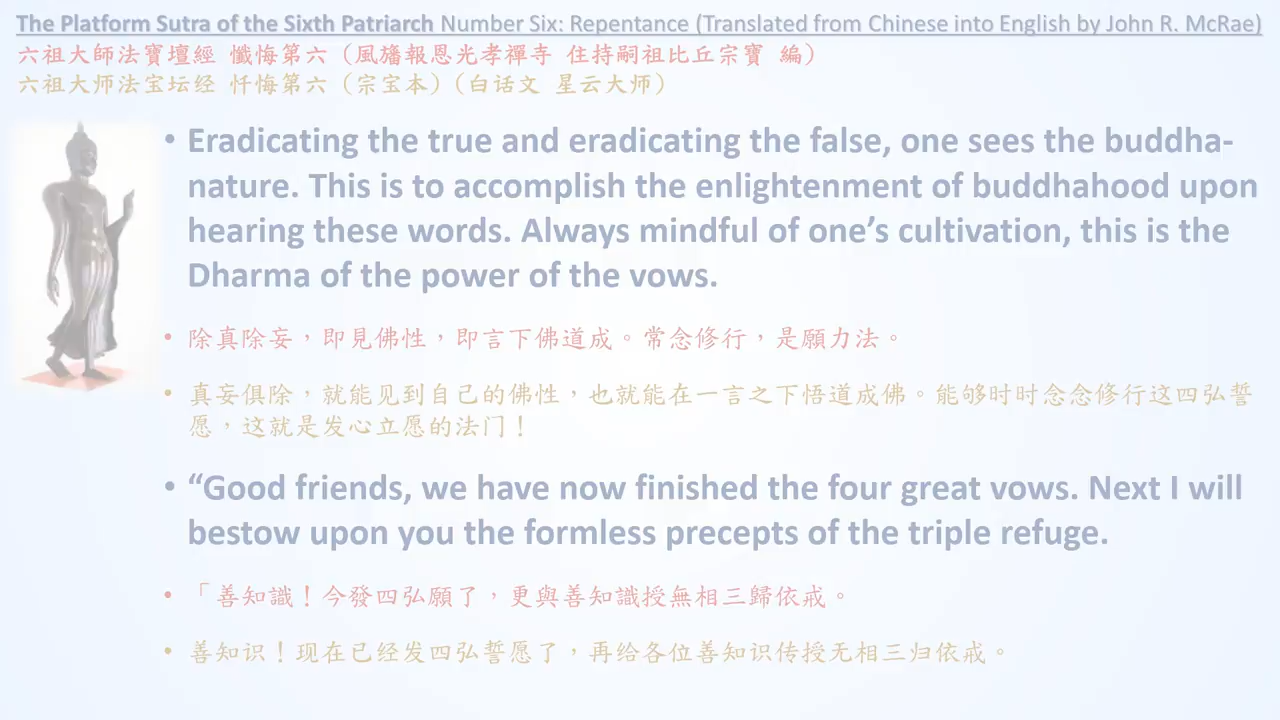 The Platform Sutra of the Sixth Patriarch Number Six: Repentance (Translated from Chinese into English by John R. McRae)
六祖大師法寶壇經 懺悔第六 (風旛報恩光孝禪寺 住持嗣祖比丘宗寶 編)
六祖大师法宝坛经 忏悔第六 (宗宝本) (白话文 星云大师)
• Eradicating the true and eradicating the false, one sees the buddha-
nature. This is to accomplish the enlightenment of buddhahood upon
hearing these words. Always mindful of one’s cultivation, this is the
Dharma of the power of the vows.
• 除真除妄，即見佛性，即言下佛道成。常念修行，是願力法。
• 真妄俱除，就能见到自己的佛性，也就能在一言之下悟道成佛。能够时时念念修行这四弘誓
愿，这就是发心立愿的法门！
• “Good friends, we have now finished the four great vows. Next I will
bestow upon you the formless precepts of the triple refuge.
• 「善知識！今發四弘願了，更與善知識授無相三歸依戒。
• 善知识！现在已经发四弘誓愿了，再给各位善知识传授无相三归依戒。